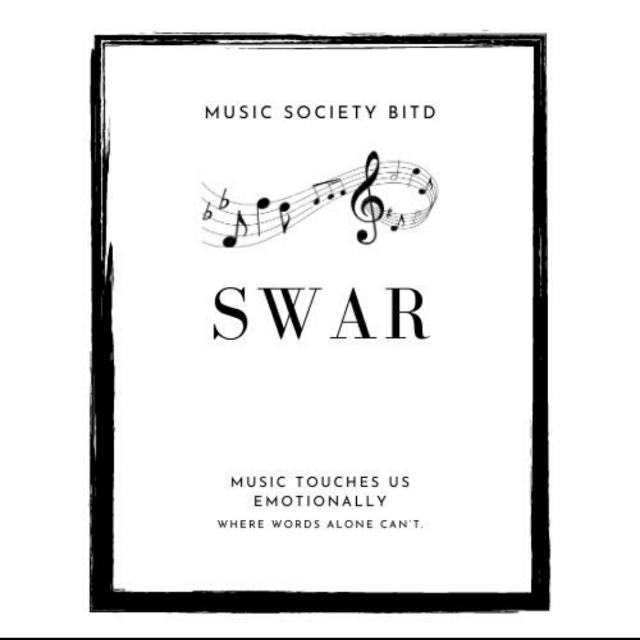 MUSIC SOCIETY BITD
SWAR
MUSIC TOUCHES US
EMOTIONALLY
WHERE WORDS ALONE CAN'T.